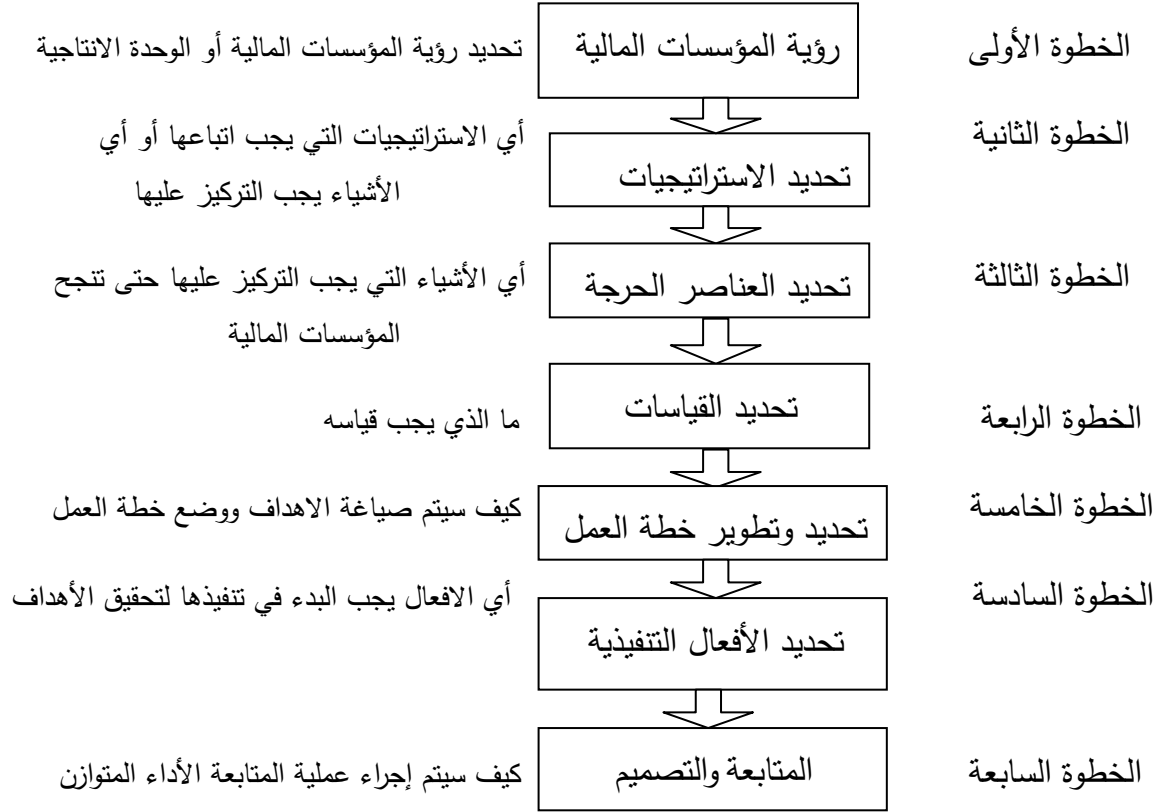 الخطوة الأولى
رؤية المؤسسات المالية
تحديد رؤية المؤسسات المالية أو الوحدة الانتاجية
الخطوة الثانية
تحديد الاستراتيجيات
أي الاستراتيجيات التي يجب اتباعها أو أي
الأشياء يجب التركيز عليها
الخطوة الثالثة
تحديد العناصر الحرجة
أي الأشياء التي يجب التركيز عليها حتى تنجح
المؤسسات المالية
الخطوة الرابعة
تحديد القياسات
ما الذي يجب قياسه
الخطوة الخامسة
تحديد وتطوير خطة العمل
كيف سيتم صياغة الاهداف ووضع خطة العمل
الخطوة السادسة
تحديد الأفعال التنفيذية
أي الافعال يجب البدء في تنفيذها لتحقيق الأهداف
الخطوة السابعة
المتابعة والتصميم
كيف سيتم إجراء عملية المتابعة الأداء المتوازن